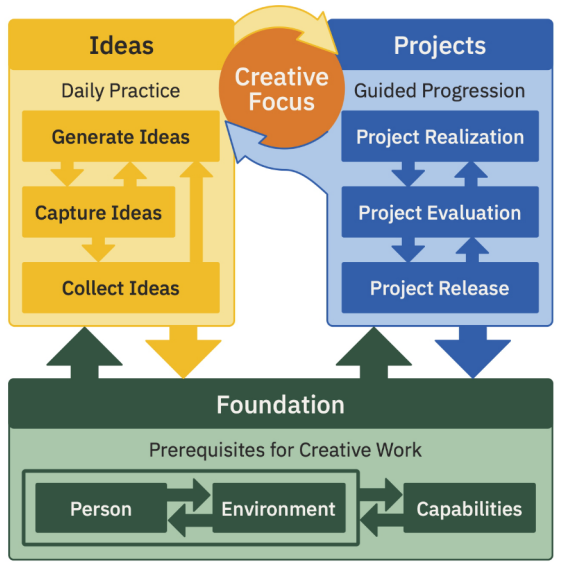 Ideas
Daily Practice
Generate Ideas
Capture Ideas
Collect Ideas
Creative
Focus
Projects
Guided Progression
Project Realization
Project Evaluation
Project Release
Foundation
Prerequisites for Creative Work
Person
Environment
Capabilities